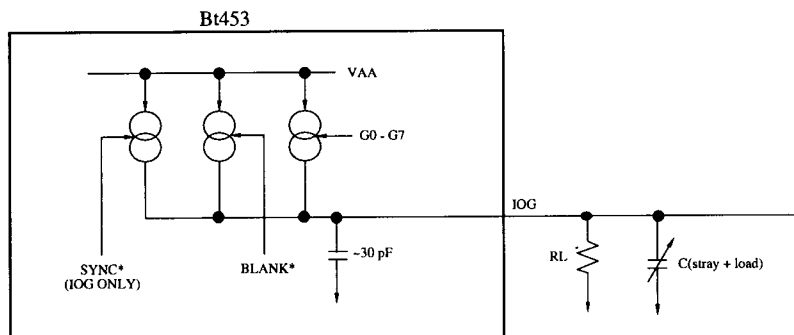 Bt453
VAA
G0 - G7
IOG
~30 pF
RL
C(stray + load)
SYNC*
(IOG ONLY)
BLANK*